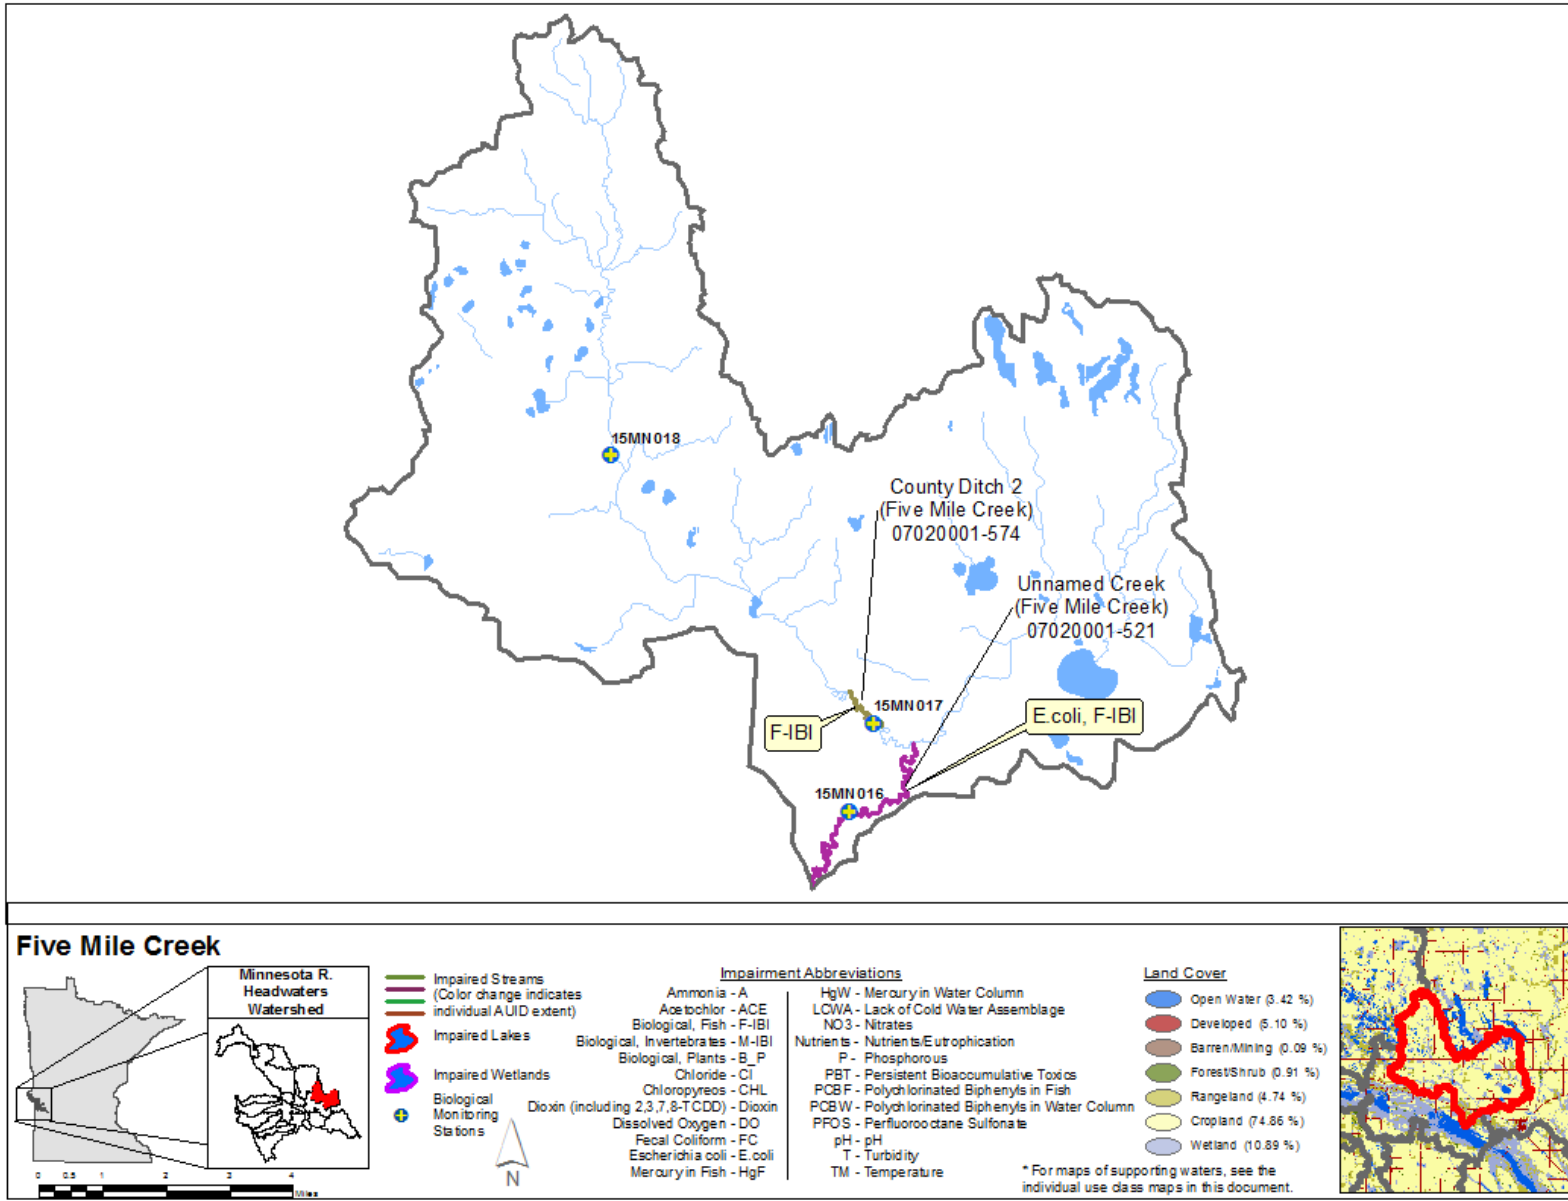 15MN018
County Ditch 2
(Five Mile Creek)
07020001-574
Unnamed Creek
(Five Mile Creek)
07020001-521
15MN017
F-IBI
E.coli, F-IBI
15MN016
Five Mile Creek
Minnesota R.
Headwaters
Watershed
0 0.5 1 2 3 4
Miles
Impaired Streams
(Color change indicates
individual AUID extent)
Impaired Lakes
Impaired Wetlands
Biological
Monitoring
Stations
N
Impairment Abbreviations
Ammonia - A
Acetochlor - ACE
Biological, Fish - F-IBI
Biological, Invertebrates - M-IBI
Biological, Plants - B_P
Chloride - Cl
Chloropyreos - CHL
Dioxin (including 2,3,7,8-TCDD) - Dioxin
Dissolved Oxygen - DO
Fecal Coliform - FC
Escherichia coli - E.coli
Mercury in Fish - HgF
HgW - Mercury in Water Column
LCWA - Lack of Cold Water Assemblage
NO3 - Nitrates
Nutrients - Nutrients/Eutrophication
P - Phosphorous
PBT - Persistent Bioaccumulative Toxics
PCBF - Polychlorinated Biphenyls in Fish
PCBW - Polychlorinated Biphenyls in Water Column
PFOS - Perfluorooctane Sulfonate
pH - pH
T - Turbidity
TM - Temperature
Land Cover
Open Water (3.42 %)
Developed (5.10 %)
Barren/Mining (0.09 %)
Forest/Shrub (0.91 %)
Rangeland (4.74 %)
Cropland (74.86 %)
Wetland (10.89 %)
* For maps of supporting waters, see the
individual use class maps in this document.